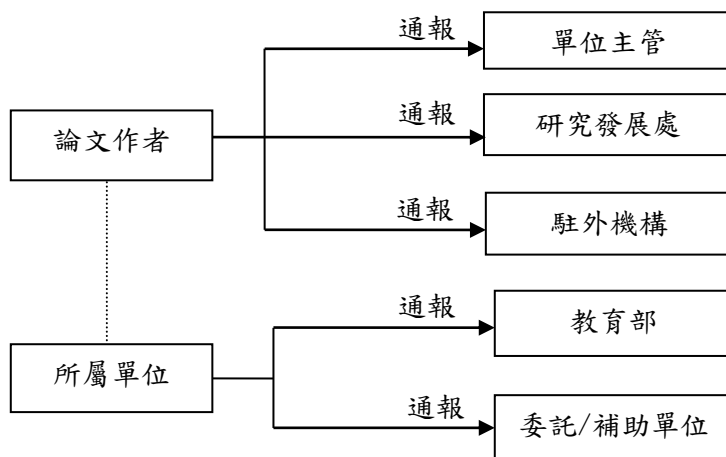 通報
單位主管
通報
論文作者
研究發展處
通報
駐外機構
通報
教育部
所屬單位
通報
委託/補助單位